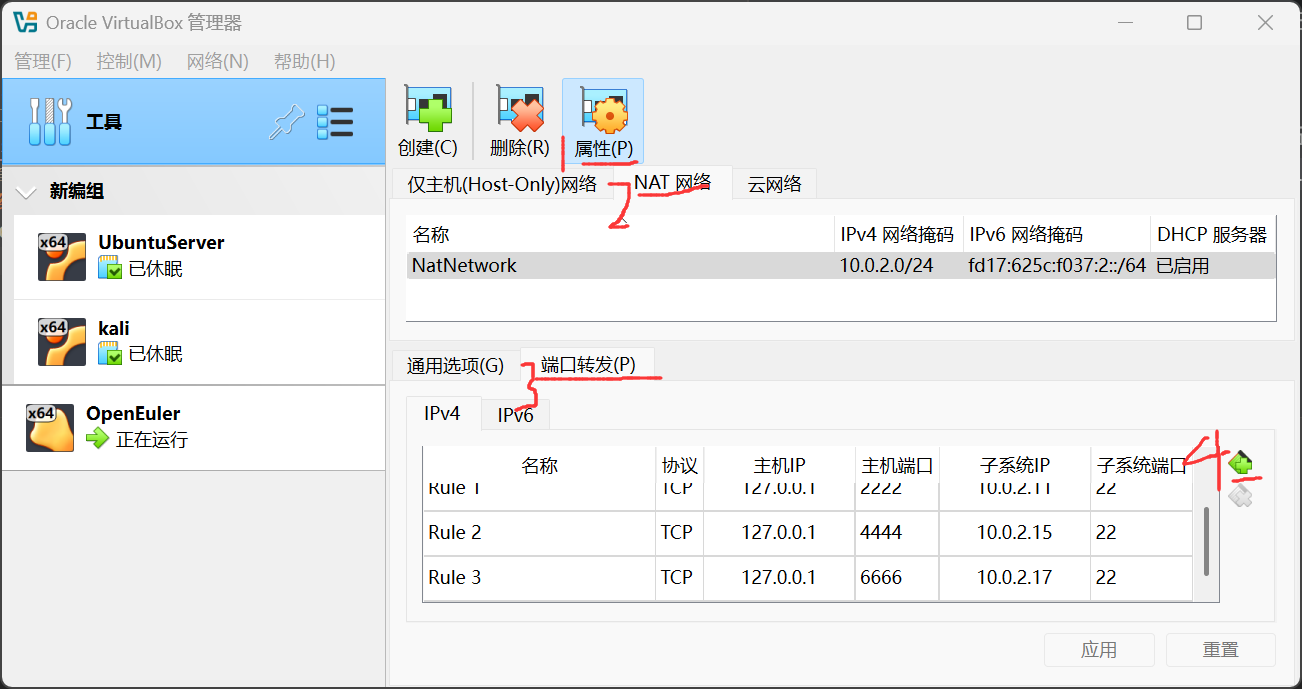 Oracle VirtualBox 管理器
管理(F) 控制(M) 网络(N) 帮助(H)
工具
新编组
x64 UbuntuServer
已休眠
x64 kali
已休眠
x64 OpenEuler
正在运行
创建(C) 删除(R) 属性(P)
1
仅主机(Host-Only)网络 NAT 网络 云网络
2
名称 IPv4 网络掩码 IPv6 网络掩码 DHCP 服务器
NatNetwork 10.0.2.0/24 fd17:625c:f037:2::/64 已启用
通用选项(G) 端口转发(P)
3
IPv4 IPv6
名称 协议 主机IP 主机端口 子系统IP 子系统端口
4
Rule 1 TCP 127.0.0.1 2222 10.0.2.11 22
Rule 2 TCP 127.0.0.1 4444 10.0.2.15 22
Rule 3 TCP 127.0.0.1 6666 10.0.2.17 22
应用 重置